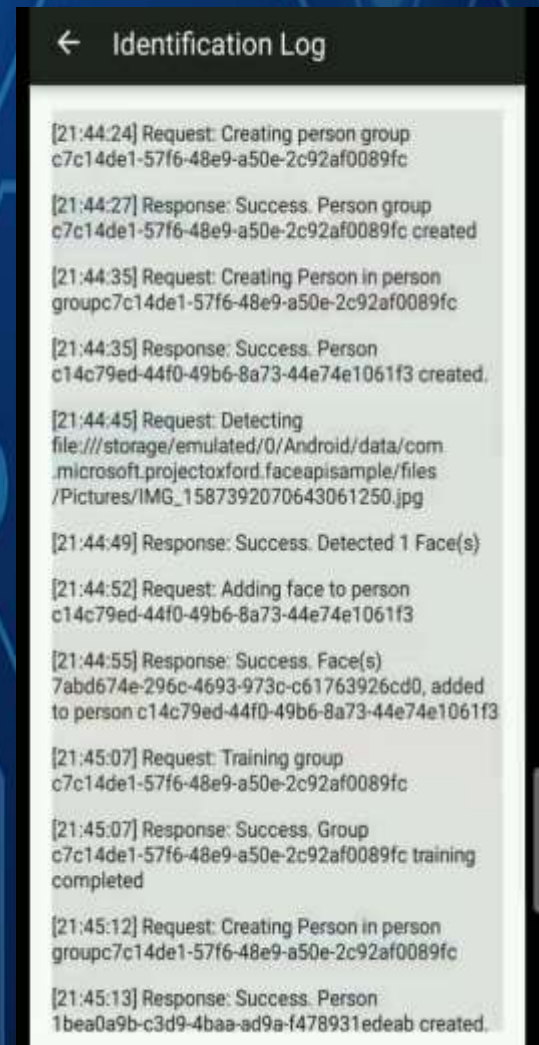 ← Identification Log
[21:44:24] Request: Creating person group
c7c14de1-57f6-48e9-a50e-2c92af0089fc
[21:44:27] Response: Success. Person group
c7c14de1-57f6-48e9-a50e-2c92af0089fc created
[21:44:35] Request: Creating Person in person
groupc7c14de1-57f6-48e9-a50e-2c92af0089fc
[21:44:35] Response: Success. Person
c14c79ed-44f0-49b6-8a73-44e74e1061f3 created.
[21:44:45] Request: Detecting
file:///storage/emulated/0/Android/data/com
.microsoft.projectoxford.faceapisample/files
/Pictures/IMG_1587392070643061250.jpg
[21:44:49] Response: Success. Detected 1 Face(s)
[21:44:52] Request: Adding face to person
c14c79ed-44f0-49b6-8a73-44e74e1061f3
[21:44:55] Response: Success. Face(s)
7abd674e-296c-4693-973c-c61763926cd0, added
to person c14c79ed-44f0-49b6-8a73-44e74e1061f3
[21:45:07] Request: Training group
c7c14de1-57f6-48e9-a50e-2c92af0089fc
[21:45:07] Response: Success. Group
c7c14de1-57f6-48e9-a50e-2c92af0089fc training
completed
[21:45:12] Request: Creating Person in person
groupc7c14de1-57f6-48e9-a50e-2c92af0089fc
[21:45:13] Response: Success. Person
1bea0a9b-c3d9-4baa-ad9a-f478931edeab created.